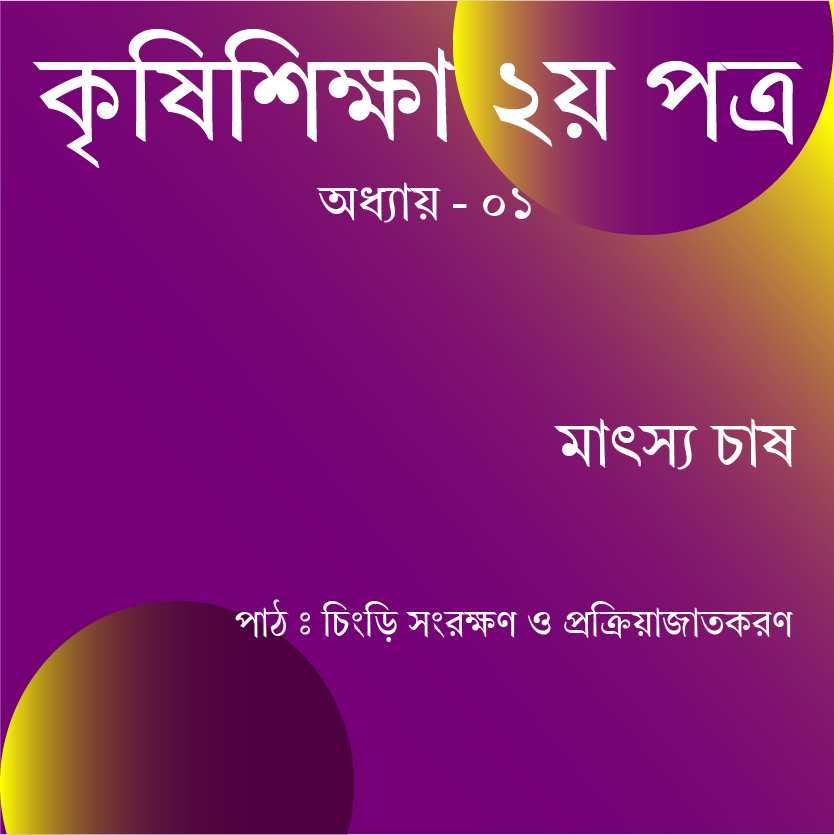 কৃষিশিক্ষা ২য় পত্র
অধ্যায় - ০১
মাৎস্য চাষ
পাঠ ঃ চিংড়ি সংরক্ষণ ও প্রক্রিয়াজাতকরণ